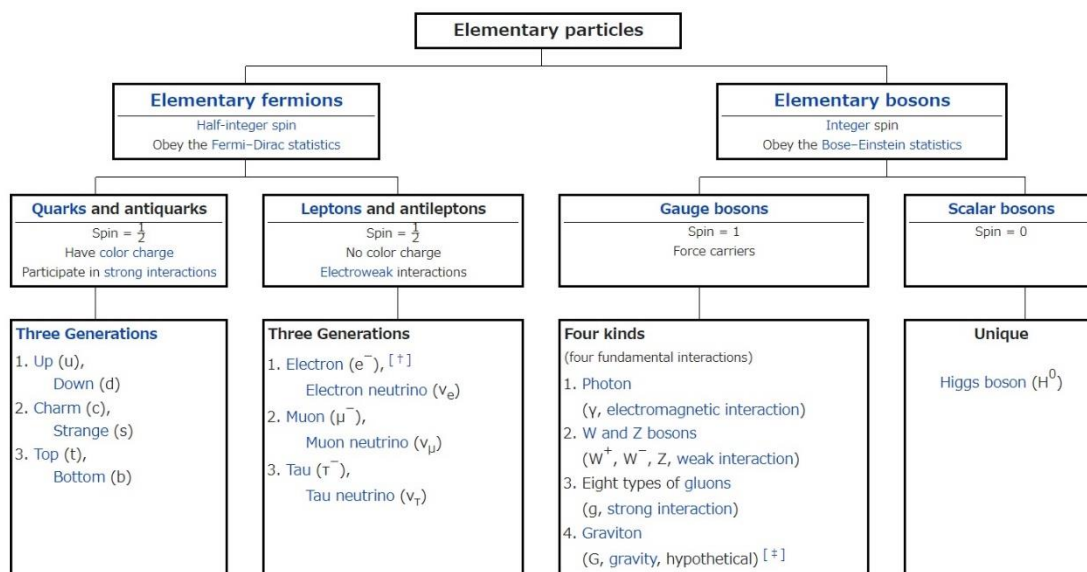 Elementary particles
Elementary fermions
Half-integer spin
Obey the Fermi–Dirac statistics
Elementary bosons
Integer spin
Obey the Bose–Einstein statistics
Quarks and antiquarks
Spin = 1/2
Have color charge
Participate in strong interactions
Leptons and antileptons
Spin = 1/2
No color charge
Electroweak interactions
Gauge bosons
Spin = 1
Force carriers
Scalar bosons
Spin = 0
Three Generations
1. Up (u),
Down (d)
2. Charm (c),
Strange (s)
3. Top (t),
Bottom (b)
Three Generations
1. Electron (e⁻), [†]
Electron neutrino (νe)
2. Muon (μ⁻),
Muon neutrino (νμ)
3. Tau (τ⁻),
Tau neutrino (ντ)
Four kinds
(four fundamental interactions)
1. Photon
(γ, electromagnetic interaction)
2. W and Z bosons
(W⁺, W⁻, Z, weak interaction)
3. Eight types of gluons
(g, strong interaction)
4. Graviton
(G, gravity, hypothetical) [‡]
Unique
Higgs boson (H⁰)